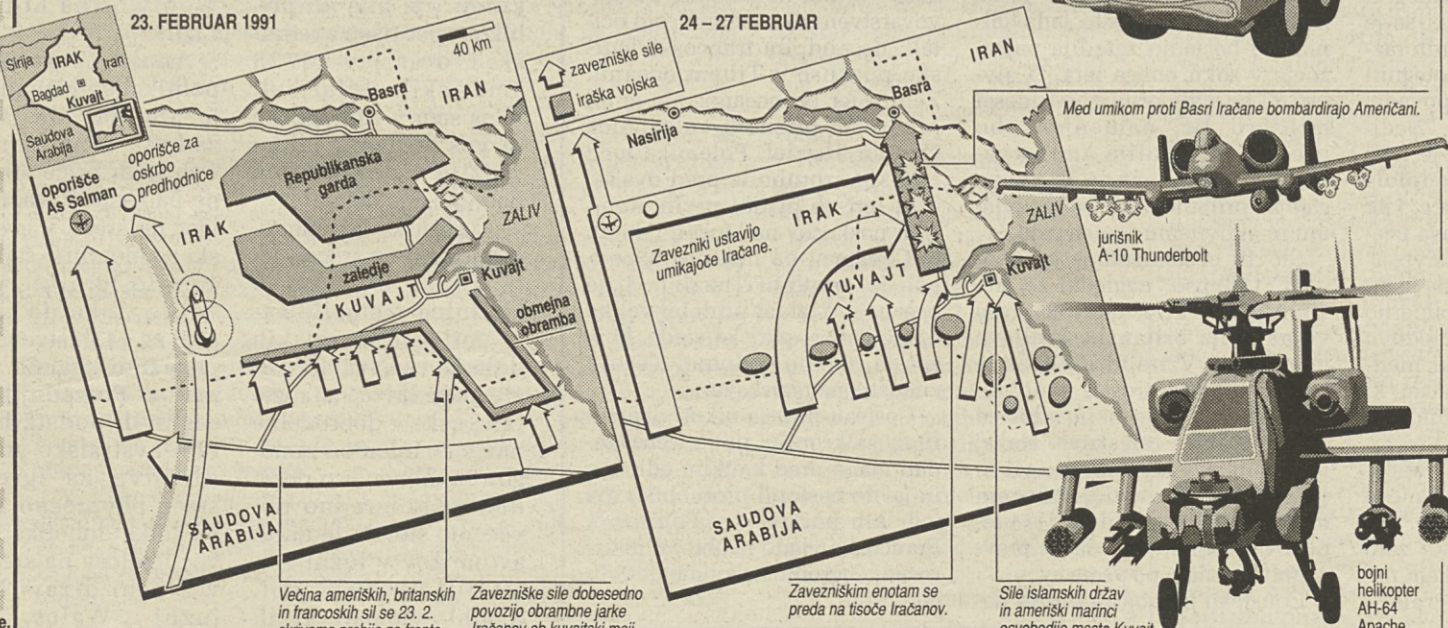 23. FEBRUAR 1991
40 km
Sirija
IRAK
Iran
Bagdad
Kuvajt
Saudova
Arabija
oporišče za
oskrbo
predhodnice
oporišče
As Salman
Basra
IRAN
Republikanska
garda
IRAK
ZALIV
zaledje
Kuvajt
KUVAJT
obmejna
obramba
SAUDOVA
ARABIJA
Večina ameriških, britanskih
in francoskih sil se 23. 2.
Zavezniške sile dobesedno
povozijo obrambne jarke
24 – 27 FEBRUAR
zavezniške sile
iraška vojska
IRAN
Basra
Nasirija
IRAK
ZALIV
Zavezniki ustavijo
umikajoče Iračane.
KUVAJT
Kuvajt
SAUDOVA
ARABIJA
Zavezniškim enotam se
preda na tisoče Iračanov.
Sile islamskih držav
in ameriški marinci
Med umikom proti Basri Iračane bombardirajo Američani.
jurišnik
A-10 Thunderbolt
bojni
helikopter
AH-64
Apache